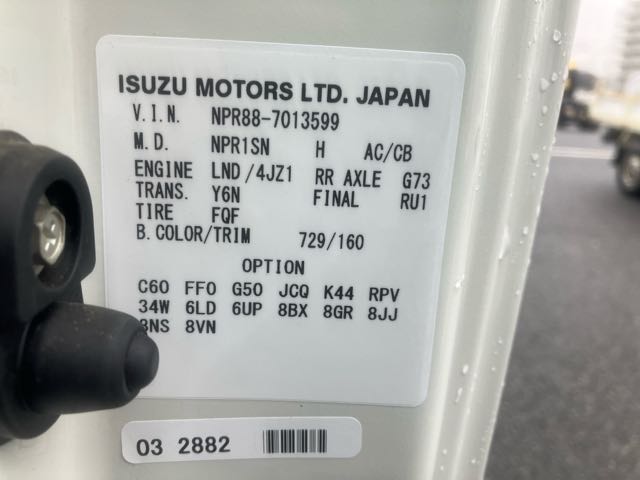 ISUZU MOTORS LTD. JAPAN
V.I.N. NPR88-7013599
M.D. NPR1SN H AC/CB
ENGINE LND/4JZ1 RR AXLE G73
TRANS. Y6N FINAL RU1
TIRE FQF
B.COLOR/TRIM 729/160
OPTION
C60 FF0 G50 JCQ K44 RPV
34W 6LD 6UP 8BX 8GR 8JJ
8NS 8VN
03 2882